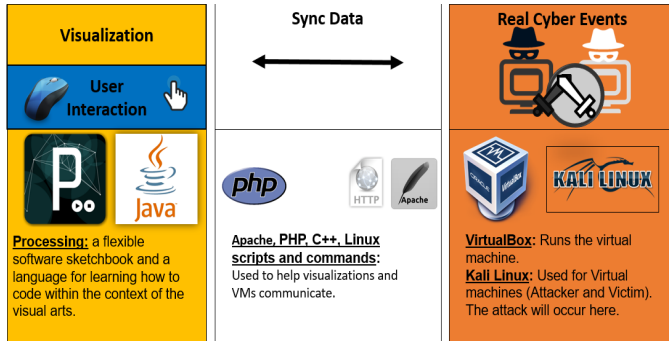 Visualization
User
Interaction
P
Java
Processing: a flexible
software sketchbook and a
language for learning how to
code within the context of the
visual arts.
Sync Data
php
HTTP
Apache
Apache, PHP, C++, Linux
scripts and commands:
Used to help visualizations and
VMs communicate.
Real Cyber Events
ORACLE
VirtualBox
VM
KALI LINUX
VirtualBox: Runs the virtual
machine.
Kali Linux: Used for Virtual
machines (Attacker and Victim).
The attack will occur here.